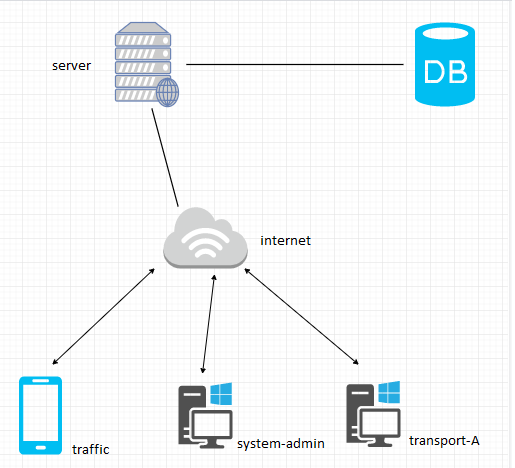 server
DB
internet
traffic
system-admin
transport-A